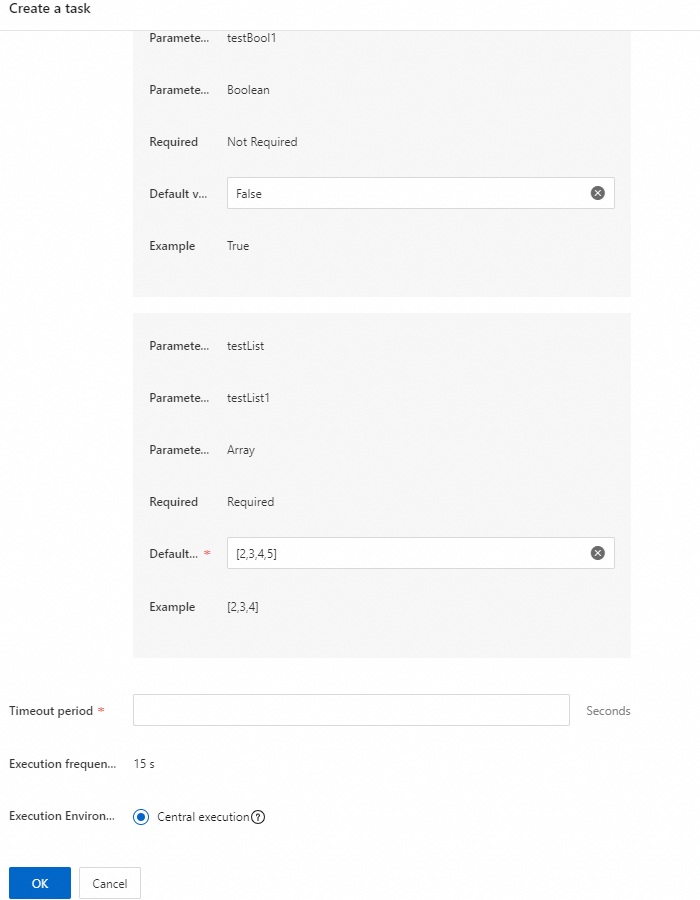 Create a task
Paramete... testBool1
Paramete... Boolean
Required Not Required
Default v... False
Example True
Paramete... testList
Paramete... testList1
Paramete... Array
Required Required
Default... * [2,3,4,5]
Example [2,3,4]
Timeout period * Seconds
Execution frequen... 15 s
Execution Environ... Central execution ?
OK Cancel